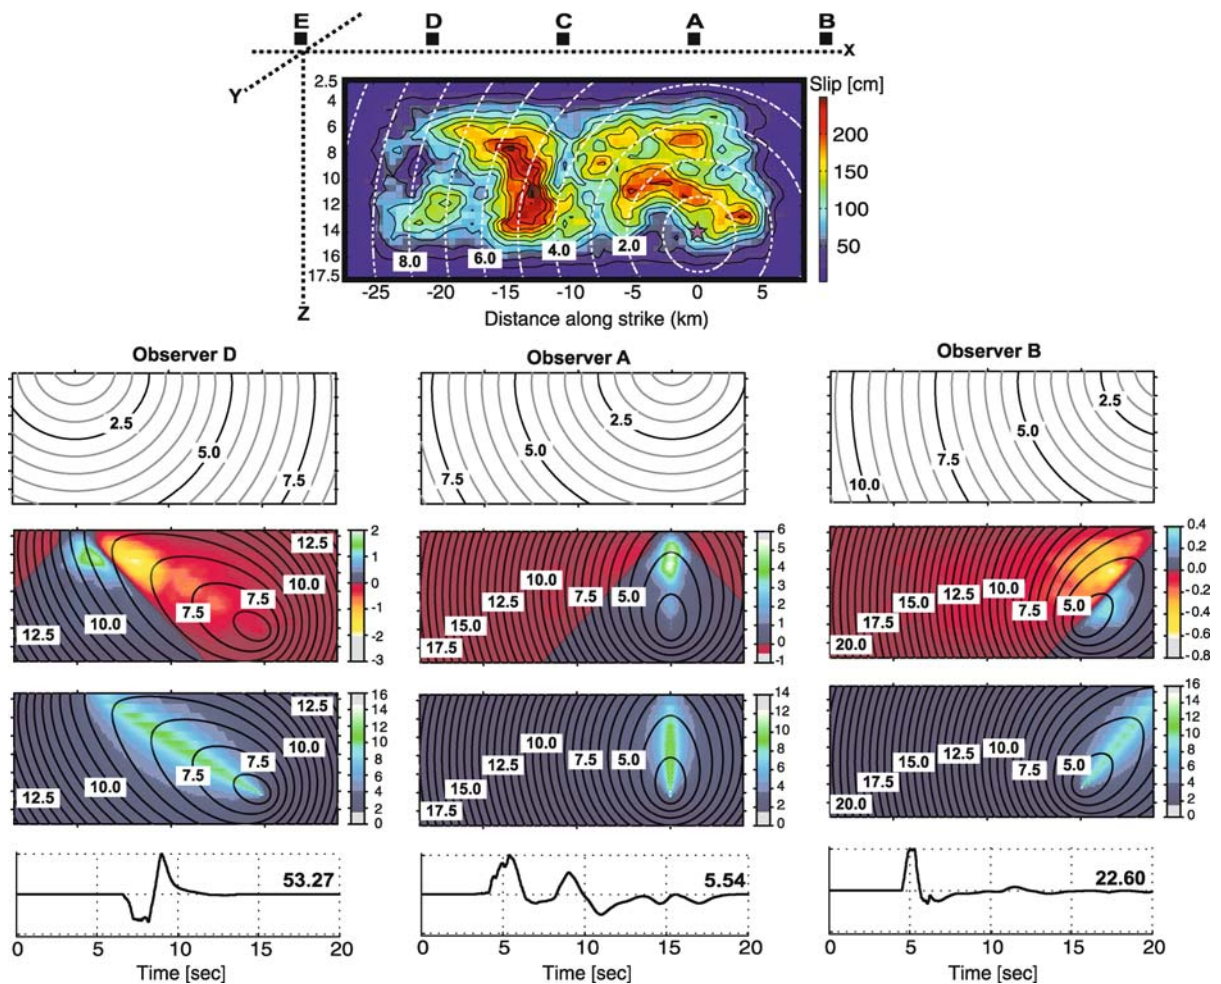 E D C A B
X
Y
Z
Slip [cm]
2.5
4
6
8
10
12
14
16
17.5
200
150
100
50
8.0 6.0 4.0 2.0
-25 -20 -15 -10 -5 0 5
Distance along strike (km)
Observer D Observer A Observer B
2.5 5.0 7.5
2.5 5.0 7.5
2.5 5.0 7.5 10.0
12.5 10.0 7.5 7.5 10.0 12.5
2
1
0
-1
-2
-3
17.5 15.0 12.5 10.0 7.5 5.0
6
5
4
3
2
1
0
-1
20.0 17.5 15.0 12.5 10.0 7.5 5.0
0.4
0.2
0.0
-0.2
-0.4
-0.6
-0.8
12.5 10.0 7.5 7.5 10.0 12.5
16
14
12
10
8
6
4
2
0
17.5 15.0 12.5 10.0 7.5 5.0
14
12
10
8
6
4
2
0
20.0 17.5 15.0 12.5 10.0 7.5 5.0
16
14
12
10
8
6
4
2
0
53.27 5.54 22.60
0 5 10 15 20 0 5 10 15 20 0 5 10 15 20
Time [sec] Time [sec] Time [sec]